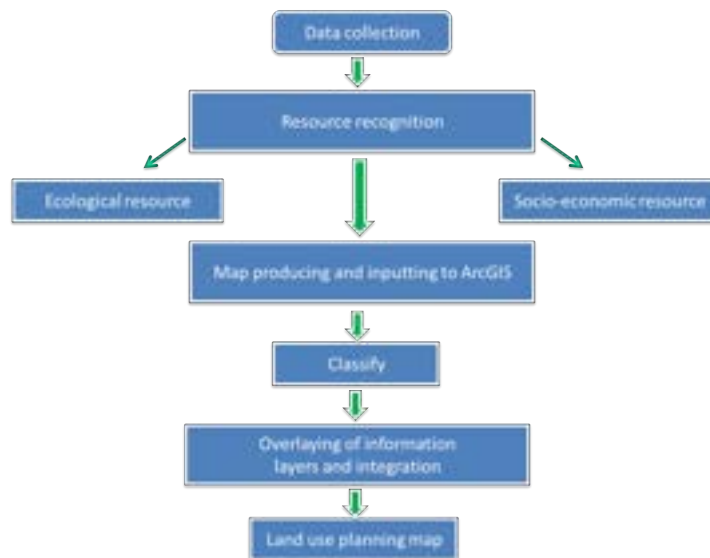 Data collection
Resource recognition
Ecological resource
Socio-economic resource
Map producing and inputting to ArcGIS
Classify
Overlaying of information
layers and integration
Land use planning map